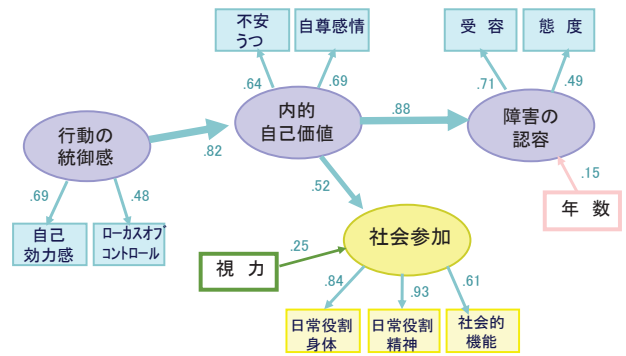 不安
うつ
自尊感情
受 容
態 度
.64
.69
.71
.49
内的
自己価値
.88
障害の
認容
行動の
統御感
.82
.52
.15
年 数
.69
.48
自己
効力感
ローカスオブ
コントロール
社会参加
.25
視 力
.84
.93
.61
日常役割
身体
日常役割
精神
社会的
機能